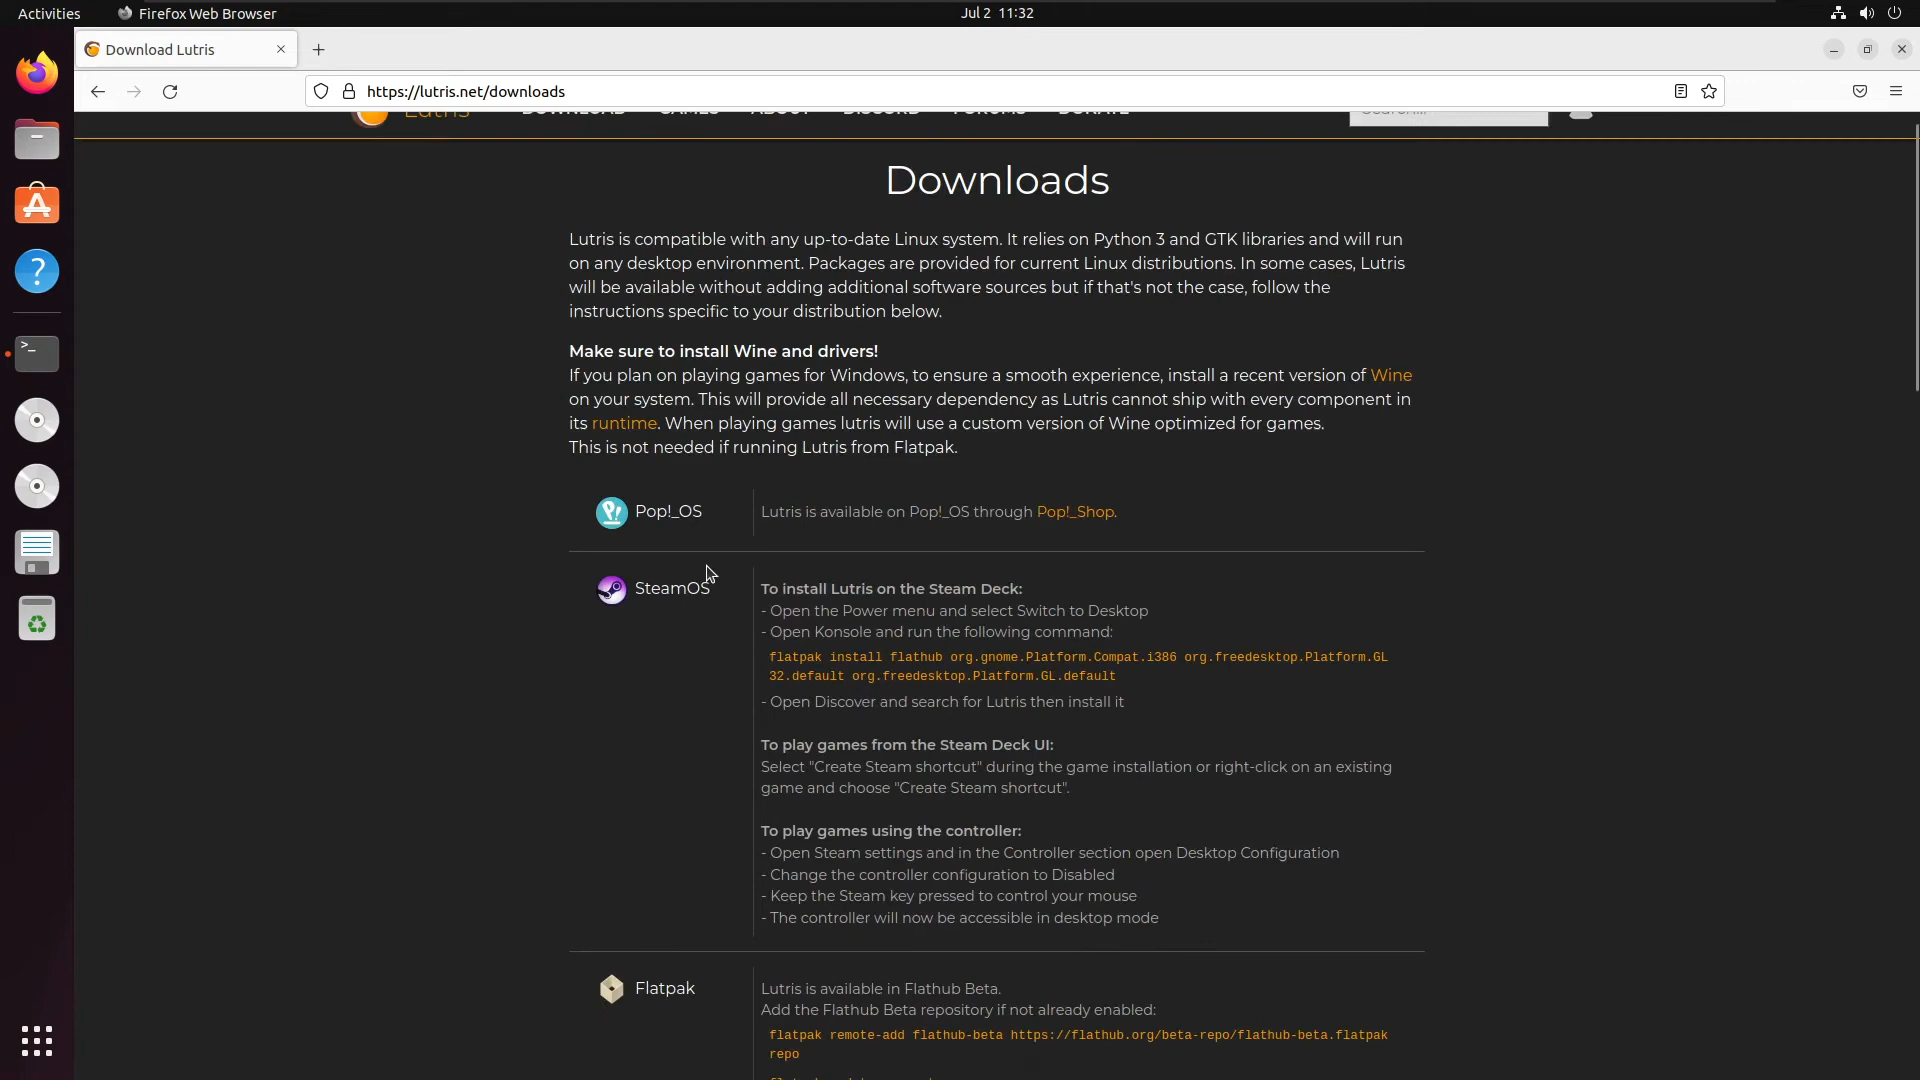 Activities
Firefox Web Browser
Jul 2 11:32
Download Lutris
https://lutris.net/downloads
Lutris
DOWNLOAD GAMES ABOUT DISCORD FORUMS DONATE
Search...
Downloads
Lutris is compatible with any up-to-date Linux system. It relies on Python 3 and GTK libraries and will run
on any desktop environment. Packages are provided for current Linux distributions. In some cases, Lutris
will be available without adding additional software sources but if that's not the case, follow the
instructions specific to your distribution below.
Make sure to install Wine and drivers!
If you plan on playing games for Windows, to ensure a smooth experience, install a recent version of Wine
on your system. This will provide all necessary dependency as Lutris cannot ship with every component in
its runtime. When playing games lutris will use a custom version of Wine optimized for games.
This is not needed if running Lutris from Flatpak.
Pop!_OS
Lutris is available on Pop!_OS through Pop!_Shop.
SteamOS
To install Lutris on the Steam Deck:
- Open the Power menu and select Switch to Desktop
- Open Konsole and run the following command:
flatpak install flathub org.gnome.Platform.Compat.i386 org.freedesktop.Platform.GL
32.default org.freedesktop.Platform.GL.default
- Open Discover and search for Lutris then install it
To play games from the Steam Deck UI:
Select "Create Steam shortcut" during the game installation or right-click on an existing
game and choose "Create Steam shortcut".
To play games using the controller:
- Open Steam settings and in the Controller section open Desktop Configuration
- Change the controller configuration to Disabled
- Keep the Steam key pressed to control your mouse
- The controller will now be accessible in desktop mode
Flatpak
Lutris is available in Flathub Beta.
Add the Flathub Beta repository if not already enabled:
flatpak remote-add flathub-beta https://flathub.org/beta-repo/flathub-beta.flatpak
repo